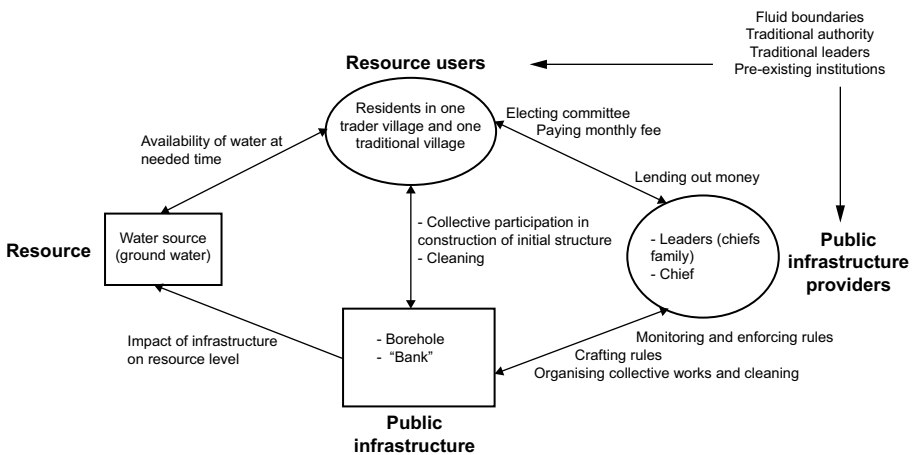 Fluid boundaries
Traditional authority
Traditional leaders
Pre-existing institutions
Resource users
Residents in one
trader village and one
traditional village
Electing committee
Paying monthly fee
Lending out money
Availability of water at
needed time
Resource
Water source
(ground water)
- Collective participation in
construction of initial structure
- Cleaning
- Leaders (chiefs
family)
- Chief
Public
infrastructure
providers
Impact of infrastructure
on resource level
- Borehole
- “Bank”
Monitoring and enforcing rules
Crafting rules
Organising collective works and cleaning
Public
infrastructure